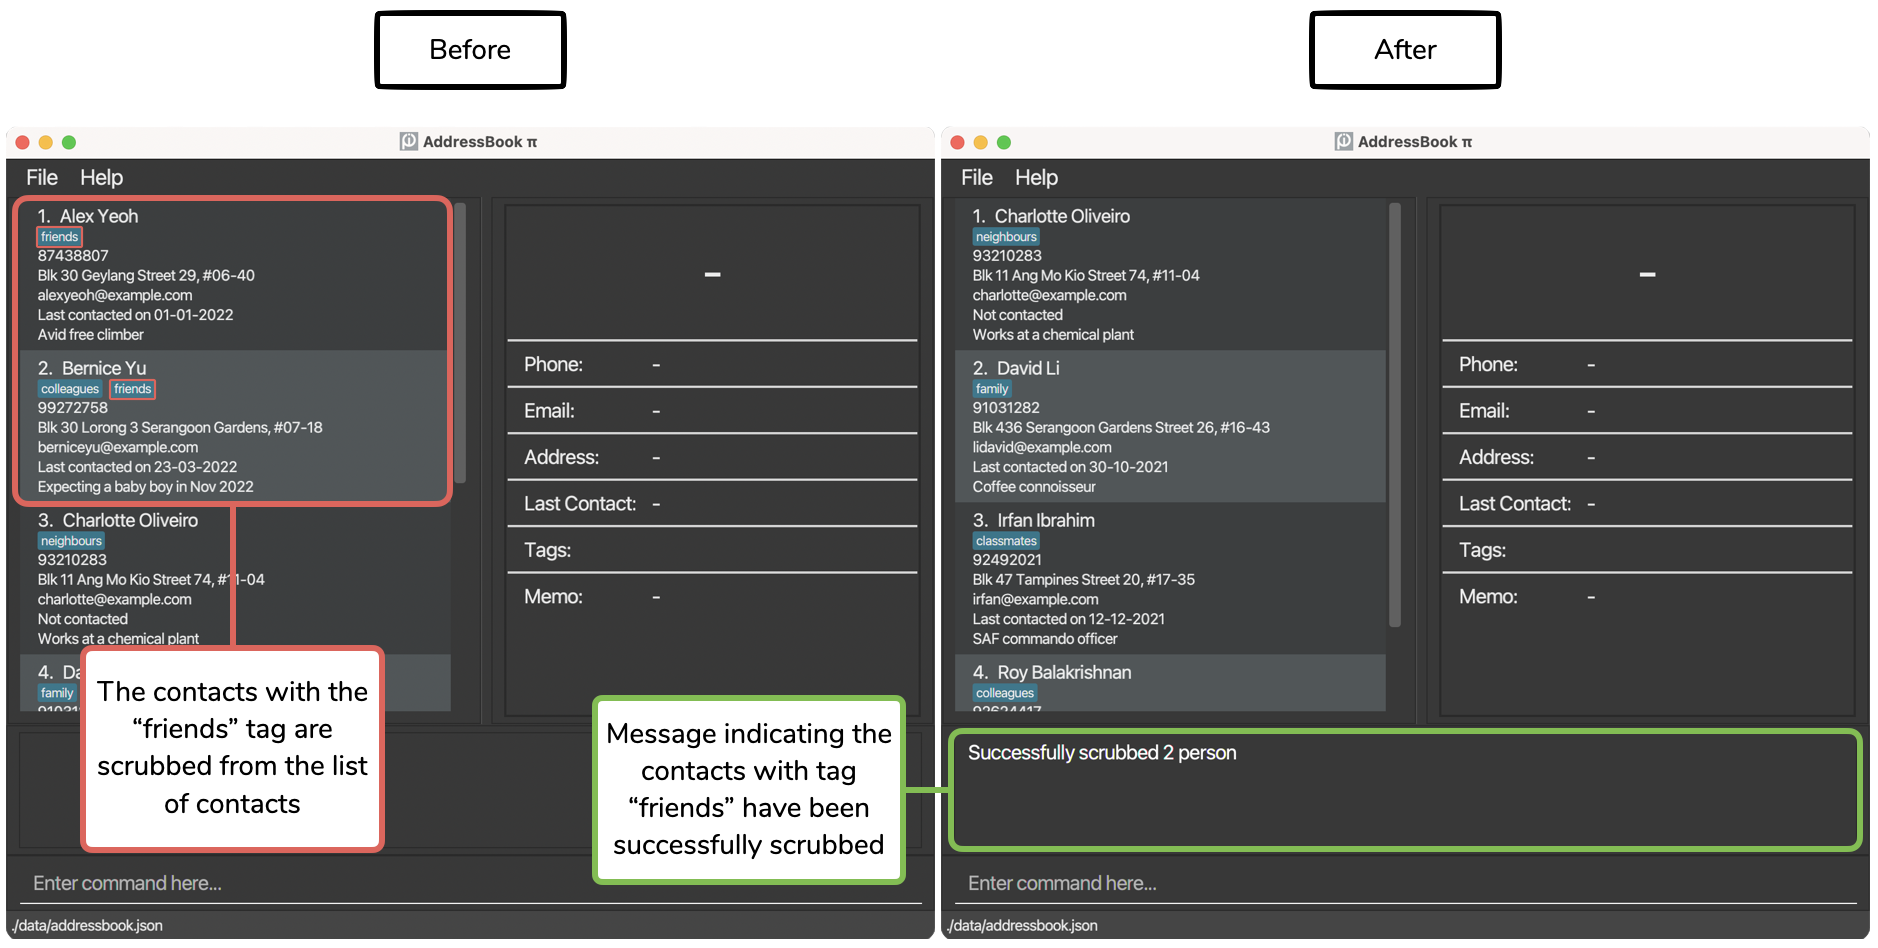 Before
After
AddressBook π
File Help
1. Alex Yeoh
friends
87438807
Blk 30 Geylang Street 29, #06-40
alexyeoh@example.com
Last contacted on 01-01-2022
Avid free climber
2. Bernice Yu
colleagues friends
99272758
Blk 30 Lorong 3 Serangoon Gardens, #07-18
berniceyu@example.com
Last contacted on 23-03-2022
Expecting a baby boy in Nov 2022
3. Charlotte Oliveiro
neighbours
93210283
Blk 11 Ang Mo Kio Street 74, #11-04
charlotte@example.com
Not contacted
Works at a chemical plant
4. Da
family
The contacts with the
“friends” tag are
scrubbed from the list
of contacts
-
Phone: -
Email: -
Address: -
Last Contact: -
Tags:
Memo: -
Message indicating the
contacts with tag
“friends” have been
successfully scrubbed
Enter command here...
./data/addressbook.json
AddressBook π
File Help
1. Charlotte Oliveiro
neighbours
93210283
Blk 11 Ang Mo Kio Street 74, #11-04
charlotte@example.com
Not contacted
Works at a chemical plant
2. David Li
family
91031282
Blk 436 Serangoon Gardens Street 26, #16-43
lidavid@example.com
Last contacted on 30-10-2021
Coffee connoisseur
3. Irfan Ibrahim
classmates
92492021
Blk 47 Tampines Street 20, #17-35
irfan@example.com
Last contacted on 12-12-2021
SAF commando officer
4. Roy Balakrishnan
colleagues
92624417
-
Phone: -
Email: -
Address: -
Last Contact: -
Tags:
Memo: -
Successfully scrubbed 2 person
Enter command here...
./data/addressbook.json